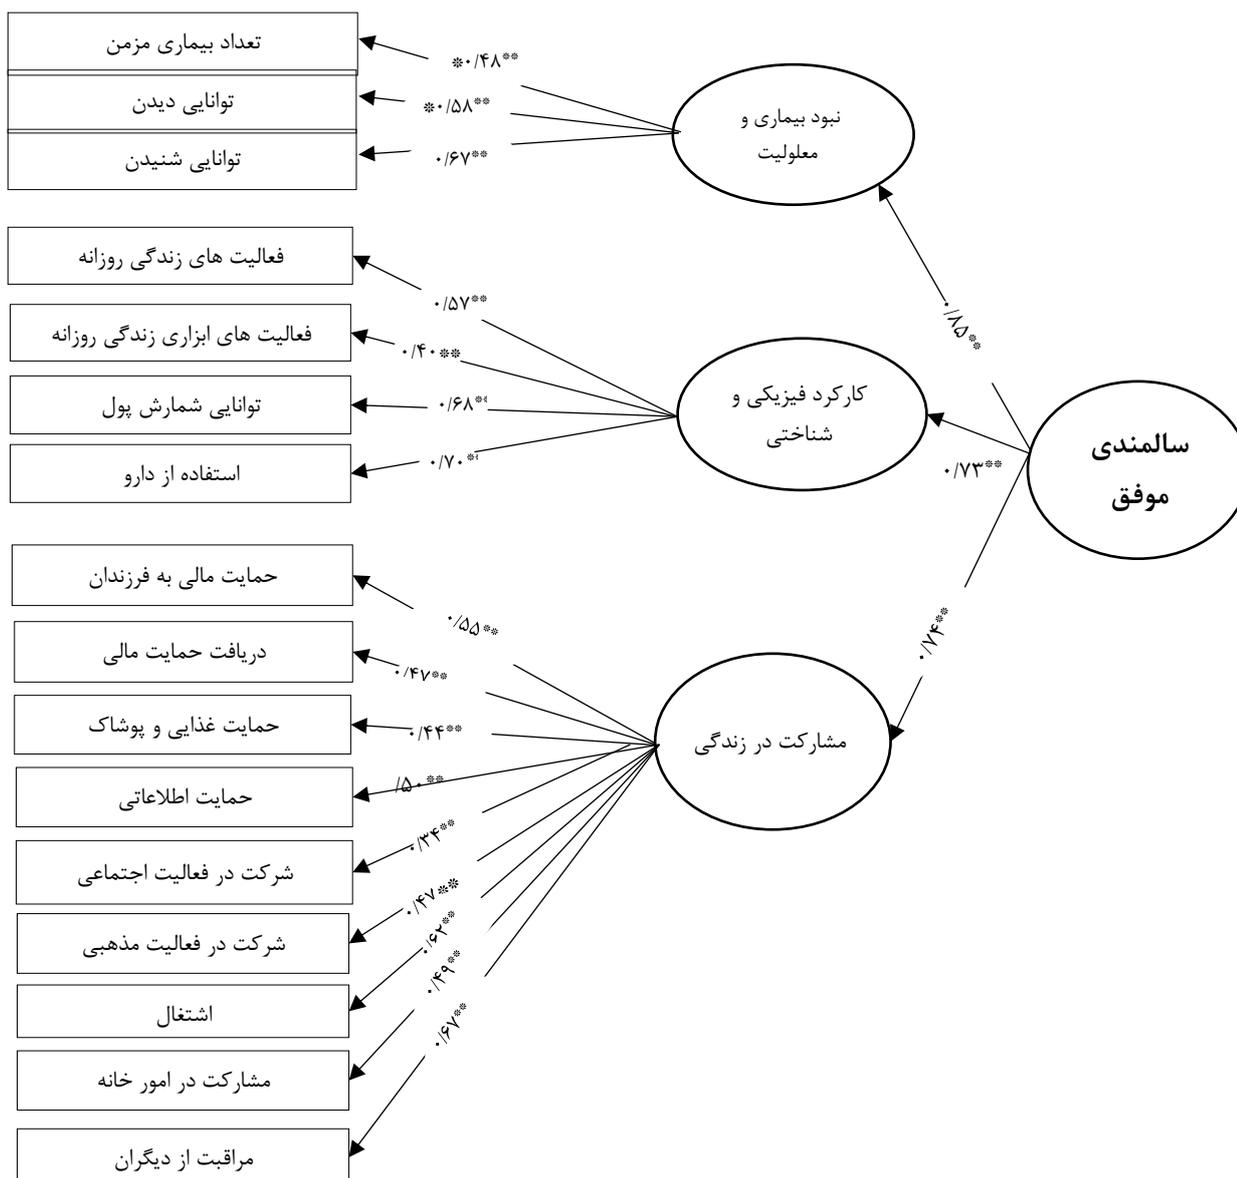 تعداد بیماری مزمن
توانایی دیدن
توانایی شنیدن
*۰/۴۸**
*۰/۵۸**
۰/۶۷**
نبود بیماری و
معلولیت
فعالیت های زندگی روزانه
فعالیت های ابزاری زندگی روزانه
توانایی شمارش پول
استفاده از دارو
۰/۵۷**
۰/۴۰**
۰/۶۸*
۰/۷۰*
کارکرد فیزیکی و
شناختی
۰/۸۵**
۰/۷۳**
۰/۷۴**
سالمندی
موفق
حمایت مالی به فرزندان
دریافت حمایت مالی
حمایت غذایی و پوشاک
حمایت اطلاعاتی
شرکت در فعالیت اجتماعی
شرکت در فعالیت مذهبی
اشتغال
مشارکت در امور خانه
مراقبت از دیگران
۰/۵۵**
۰/۴۷**
۰/۴۴**
/۵۰**
۰/۳۴**
۰/۴۷**
۰/۶۲**
۰/۴۹**
۰/۶۷**
مشارکت در زندگی